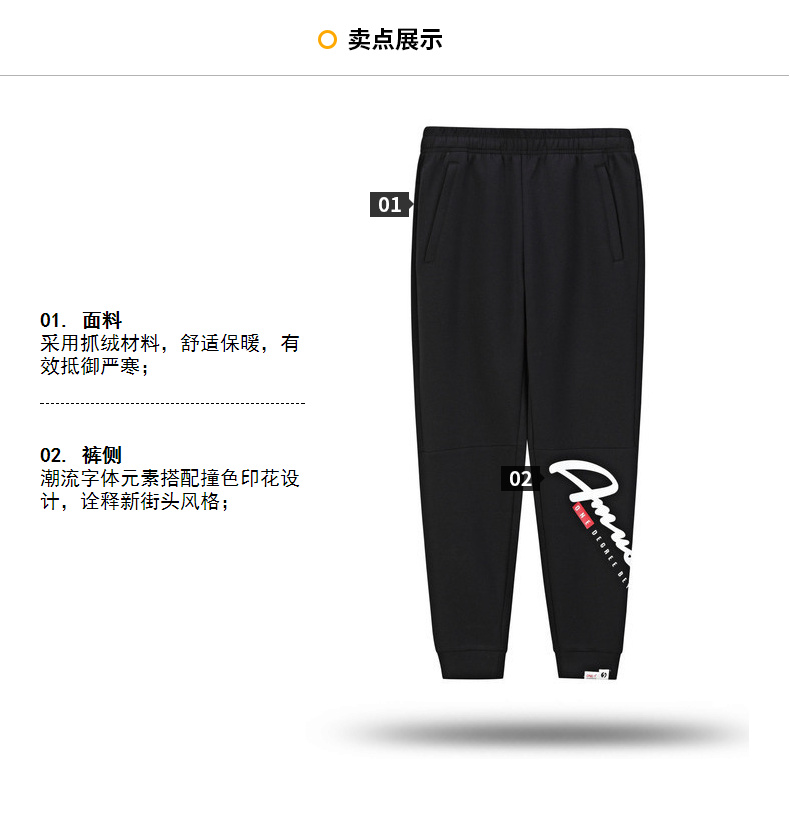 卖点展示
01
01. 面料
采用抓绒材料，舒适保暖，有
效抵御严寒；
02. 裤侧
潮流字体元素搭配撞色印花设
计，诠释新街头风格；
02
ONE
DEGREE